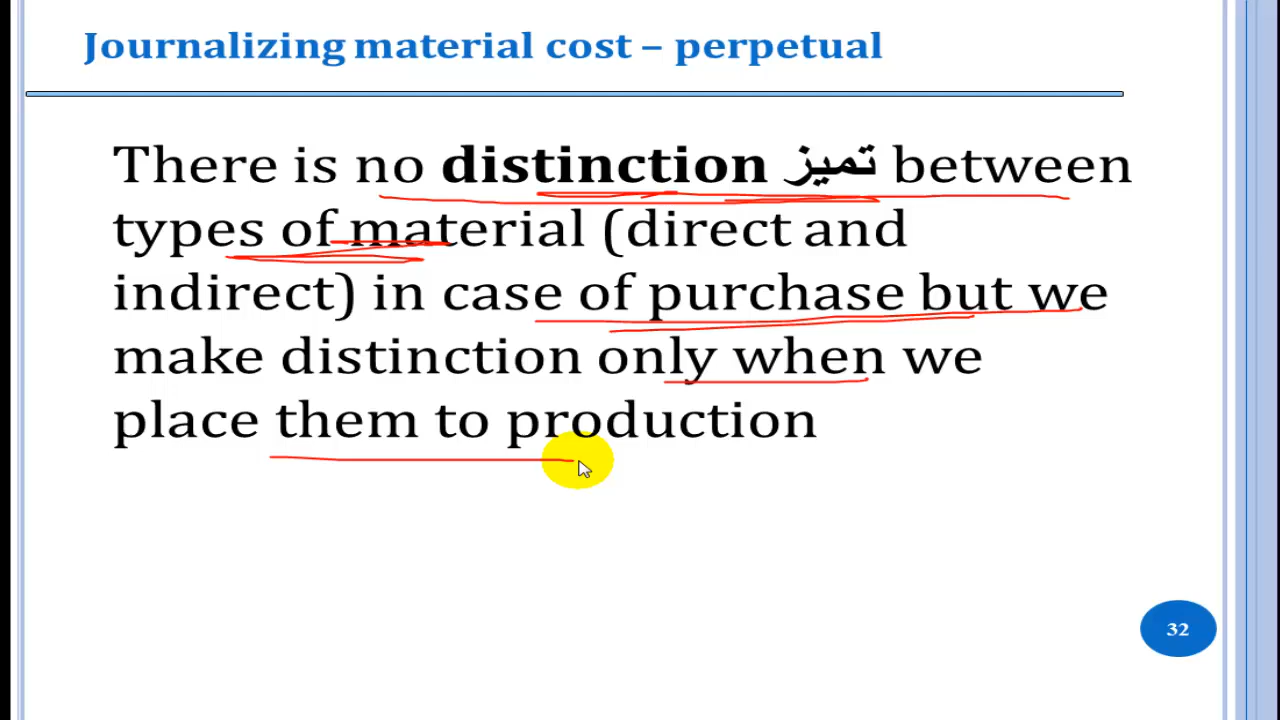 Journalizing material cost – perpetual
There is no distinction تميز between
types of material (direct and
indirect) in case of purchase but we
make distinction only when we
place them to production
32